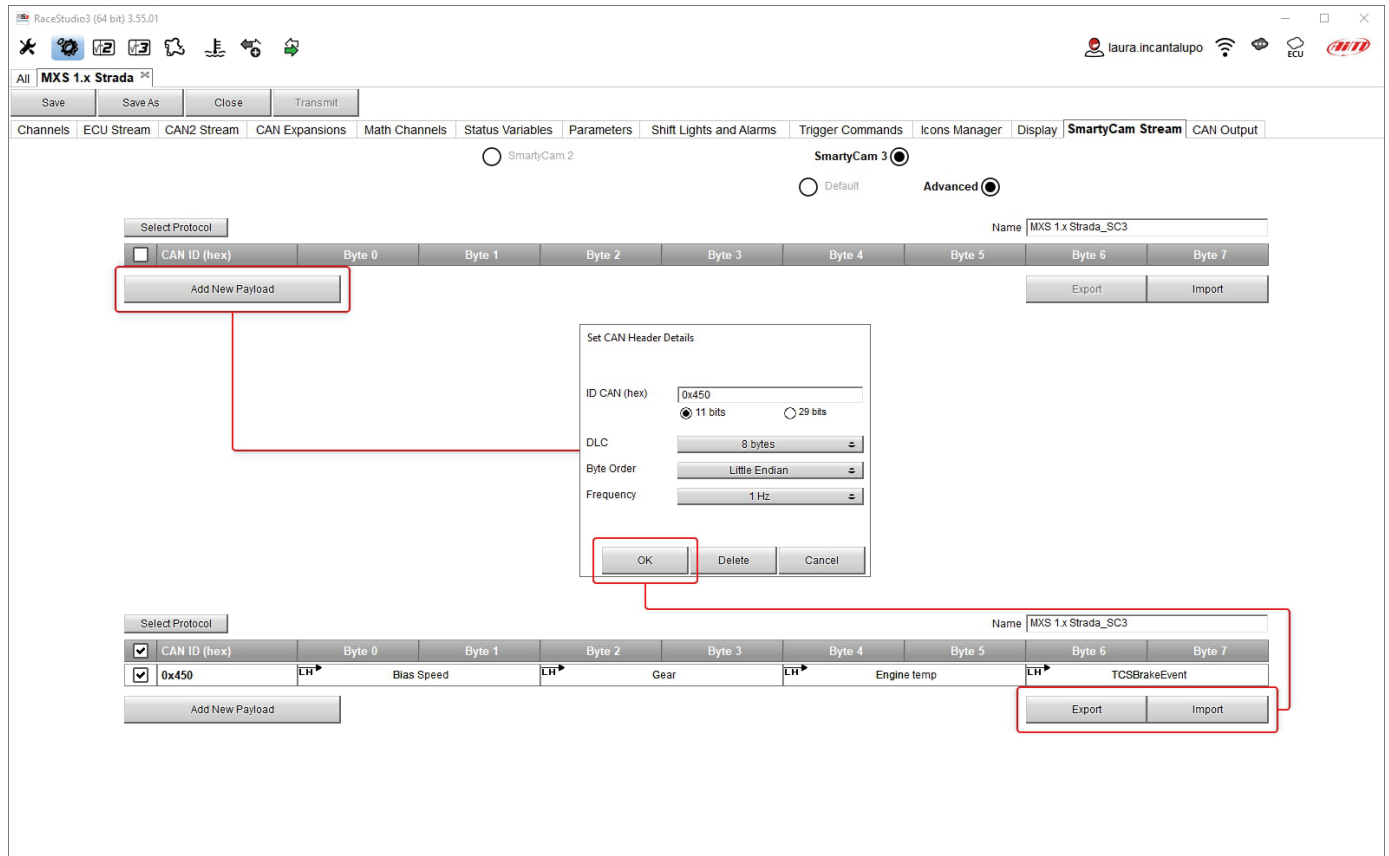 RaceStudio3 (64 bit) 3.55.01
laura.incantalupo
ECU
AiM
All MXS 1.x Strada
Save Save As Close Transmit
Channels ECU Stream CAN2 Stream CAN Expansions Math Channels Status Variables Parameters Shift Lights and Alarms Trigger Commands Icons Manager Display SmartyCam Stream CAN Output
SmartyCam 2 SmartyCam 3
Default Advanced
Select Protocol Name MXS 1.x Strada_SC3
CAN ID (hex) Byte 0 Byte 1 Byte 2 Byte 3 Byte 4 Byte 5 Byte 6 Byte 7
Add New Payload Export Import
Set CAN Header Details
ID CAN (hex) 0x450
11 bits 29 bits
DLC 8 bytes
Byte Order Little Endian
Frequency 1 Hz
OK Delete Cancel
Select Protocol Name MXS 1.x Strada_SC3
CAN ID (hex) Byte 0 Byte 1 Byte 2 Byte 3 Byte 4 Byte 5 Byte 6 Byte 7
0x450 LH Bias Speed LH Gear LH Engine temp LH TCSBrakeEvent
Add New Payload Export Import